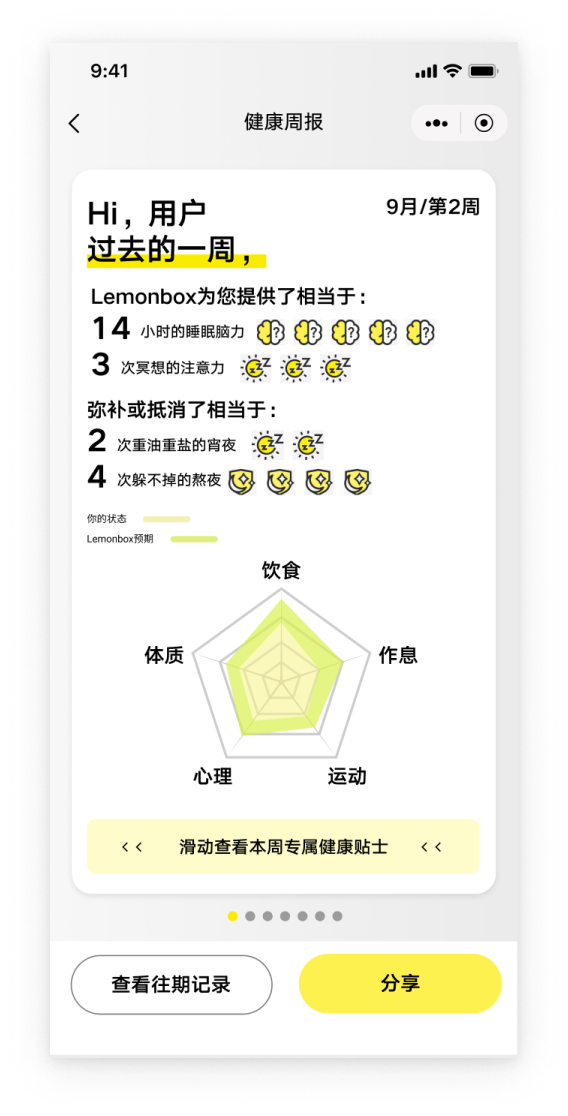 9:41
健康周报
Hi，用户
9月/第2周
过去的一周，
Lemonbox为您提供了相当于：
14 小时的睡眠脑力
3 次冥想的注意力
弥补或抵消了相当于：
2 次重油重盐的宵夜
4 次躲不掉的熬夜
你的状态
Lemonbox预期
饮食
体质
作息
心理
运动
‹‹ 滑动查看本周专属健康贴士 ‹‹
查看往期记录
分享